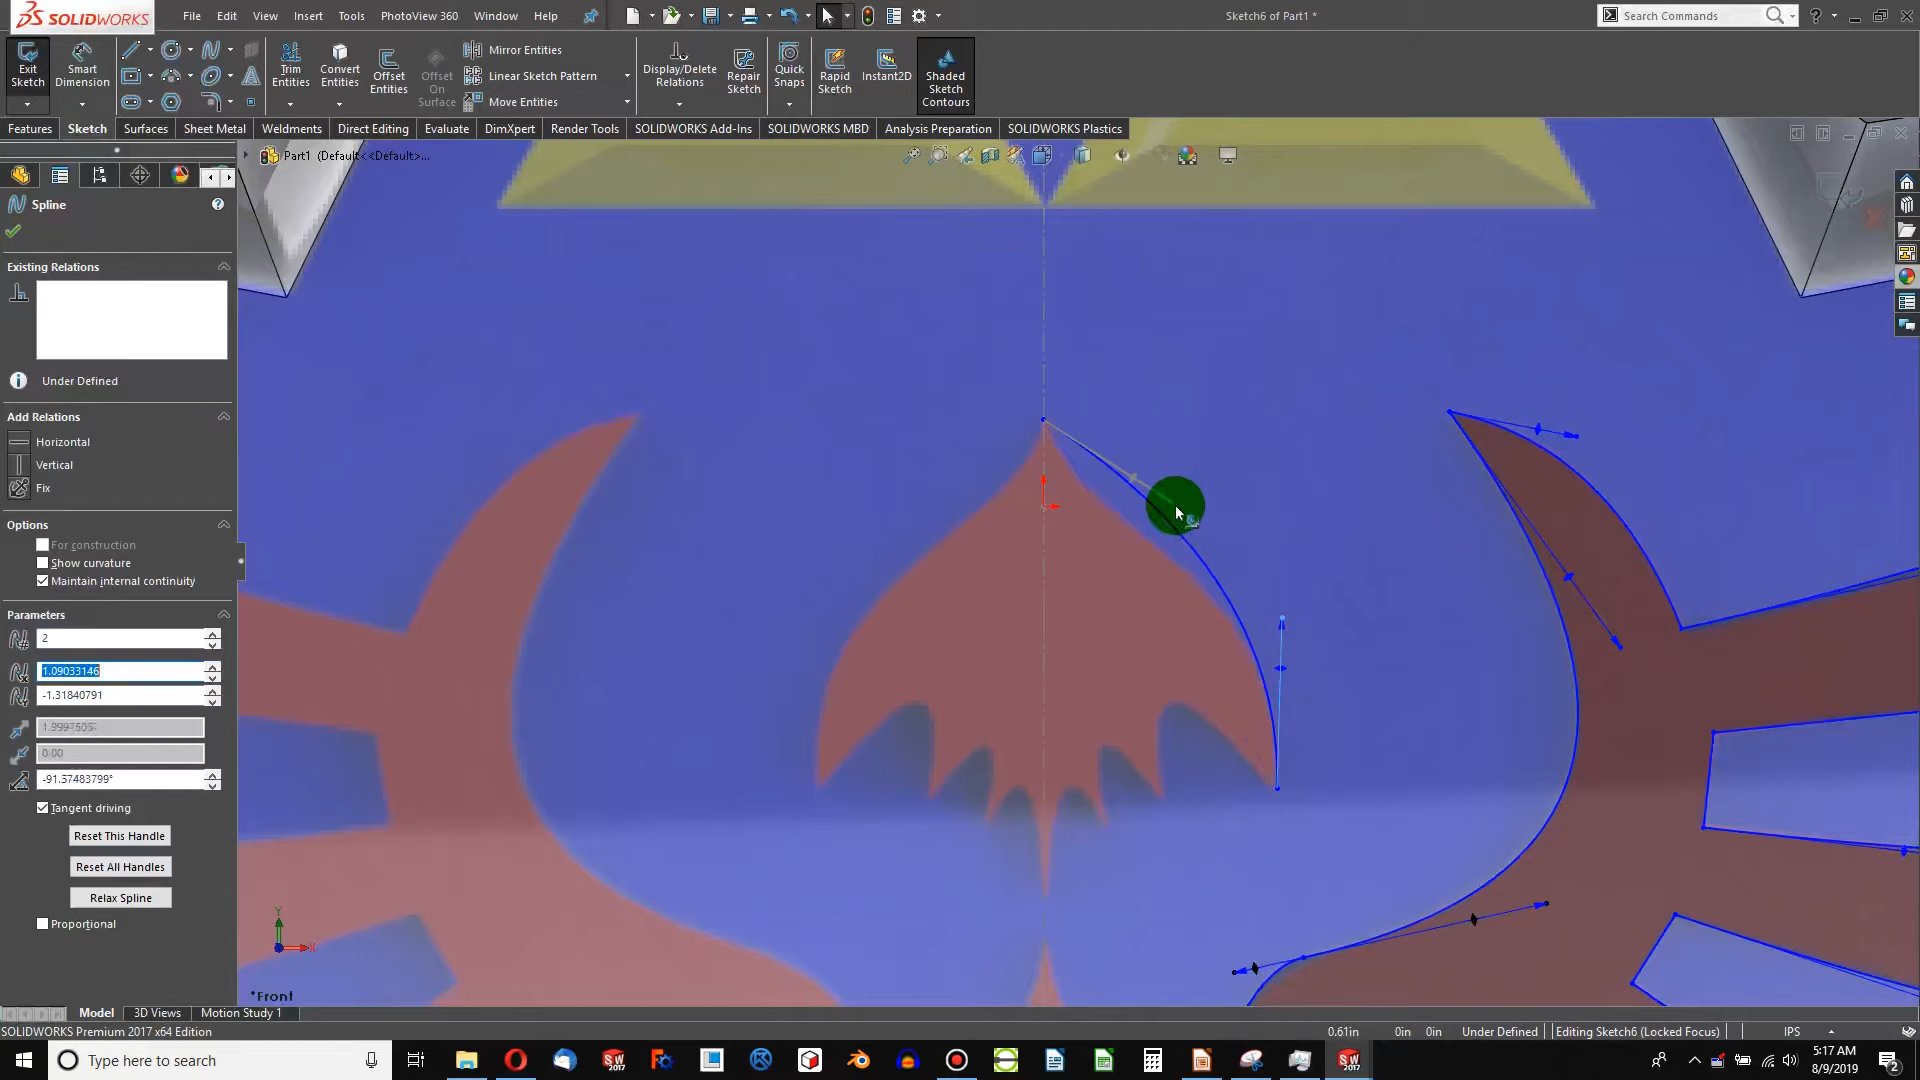 SOLIDWORKS File Edit View Insert Tools PhotoView 360 Window Help Sketch6 of Part1 * Search Commands
Exit Sketch Smart Dimension Trim Entities Convert Entities Offset Entities Offset On Surface Mirror Entities Linear Sketch Pattern Move Entities Display/Delete Relations Repair Sketch Quick Snaps Rapid Sketch Instant2D Shaded Sketch Contours
Features Sketch Surfaces Sheet Metal Weldments Direct Editing Evaluate DimXpert Render Tools SOLIDWORKS Add-Ins SOLIDWORKS MBD Analysis Preparation SOLIDWORKS Plastics
Part1 (Default<<Default>...
Spline
Existing Relations
Under Defined
Add Relations
Horizontal
Vertical
Fix
Options
For construction
Show curvature
Maintain internal continuity
Parameters
2
1.09033146
-1.31840791
0.00
-91.57483799°
Tangent driving
Reset This Handle
Reset All Handles
Relax Spline
Proportional
Y
X
*Front
Model 3D Views Motion Study 1
SOLIDWORKS Premium 2017 x64 Edition 0.61in 0in 0in Under Defined Editing Sketch6 (Locked Focus) IPS
Type here to search
5:17 AM
8/9/2019
2